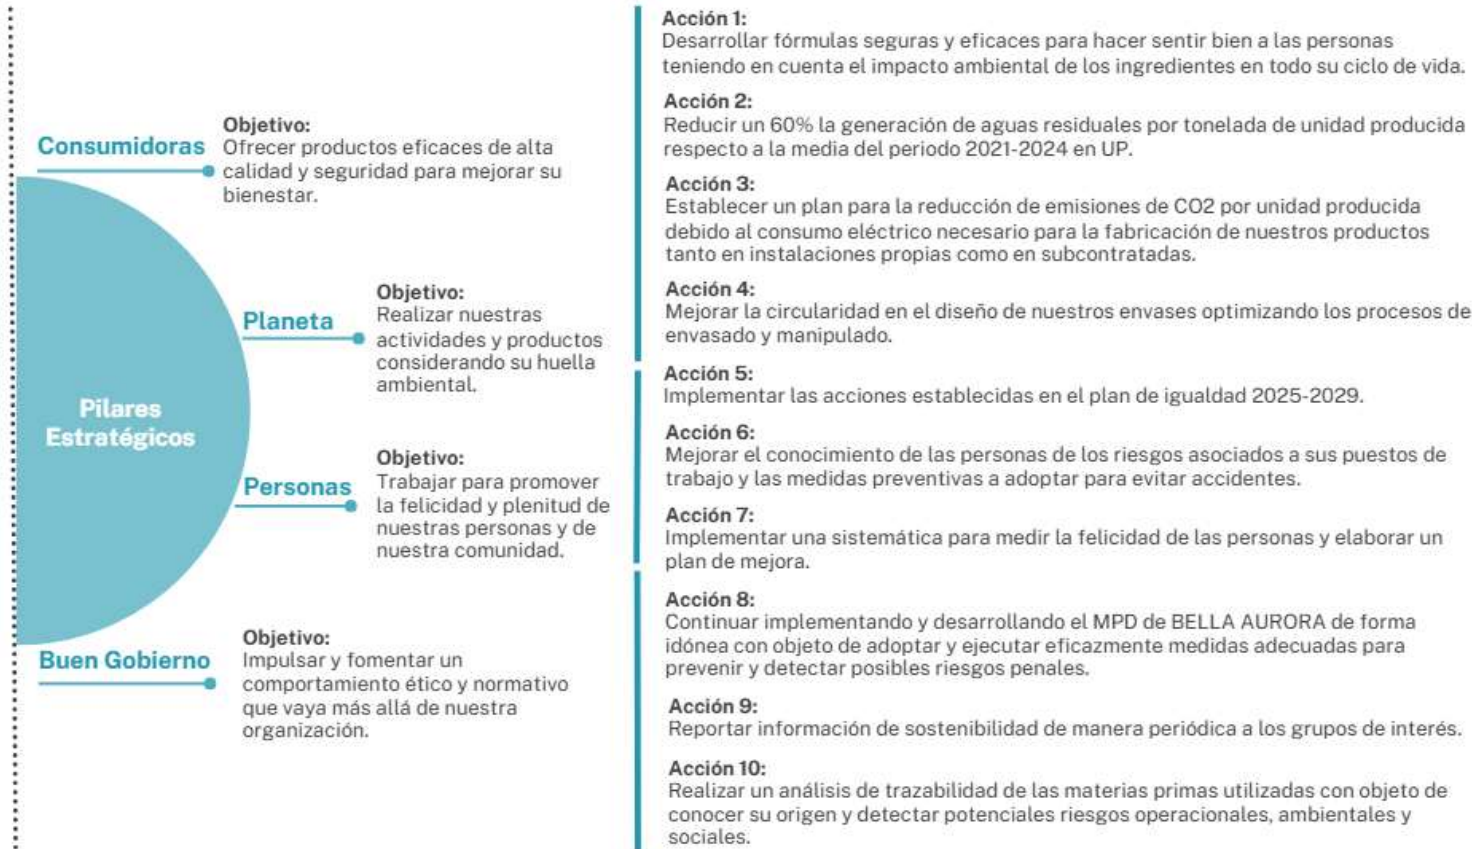 Pilares
Estratégicos
Consumidoras
Objetivo:
Ofrecer productos eficaces de alta
calidad y seguridad para mejorar su
bienestar.
Planeta
Objetivo:
Realizar nuestras
actividades y productos
considerando su huella
ambiental.
Personas
Objetivo:
Trabajar para promover
la felicidad y plenitud de
nuestras personas y de
nuestra comunidad.
Buen Gobierno
Objetivo:
Impulsar y fomentar un
comportamiento ético y normativo
que vaya más allá de nuestra
organización.
Acción 1:
Desarrollar fórmulas seguras y eficaces para hacer sentir bien a las personas
teniendo en cuenta el impacto ambiental de los ingredientes en todo su ciclo de vida.
Acción 2:
Reducir un 60% la generación de aguas residuales por tonelada de unidad producida
respecto a la media del periodo 2021-2024 en UP.
Acción 3:
Establecer un plan para la reducción de emisiones de CO2 por unidad producida
debido al consumo eléctrico necesario para la fabricación de nuestros productos
tanto en instalaciones propias como en subcontratadas.
Acción 4:
Mejorar la circularidad en el diseño de nuestros envases optimizando los procesos de
envasado y manipulado.
Acción 5:
Implementar las acciones establecidas en el plan de igualdad 2025-2029.
Acción 6:
Mejorar el conocimiento de las personas de los riesgos asociados a sus puestos de
trabajo y las medidas preventivas a adoptar para evitar accidentes.
Acción 7:
Implementar una sistemática para medir la felicidad de las personas y elaborar un
plan de mejora.
Acción 8:
Continuar implementando y desarrollando el MPD de BELLA AURORA de forma
idónea con objeto de adoptar y ejecutar eficazmente medidas adecuadas para
prevenir y detectar posibles riesgos penales.
Acción 9:
Reportar información de sostenibilidad de manera periódica a los grupos de interés.
Acción 10:
Realizar un análisis de trazabilidad de las materias primas utilizadas con objeto de
conocer su origen y detectar potenciales riesgos operacionales, ambientales y
sociales.